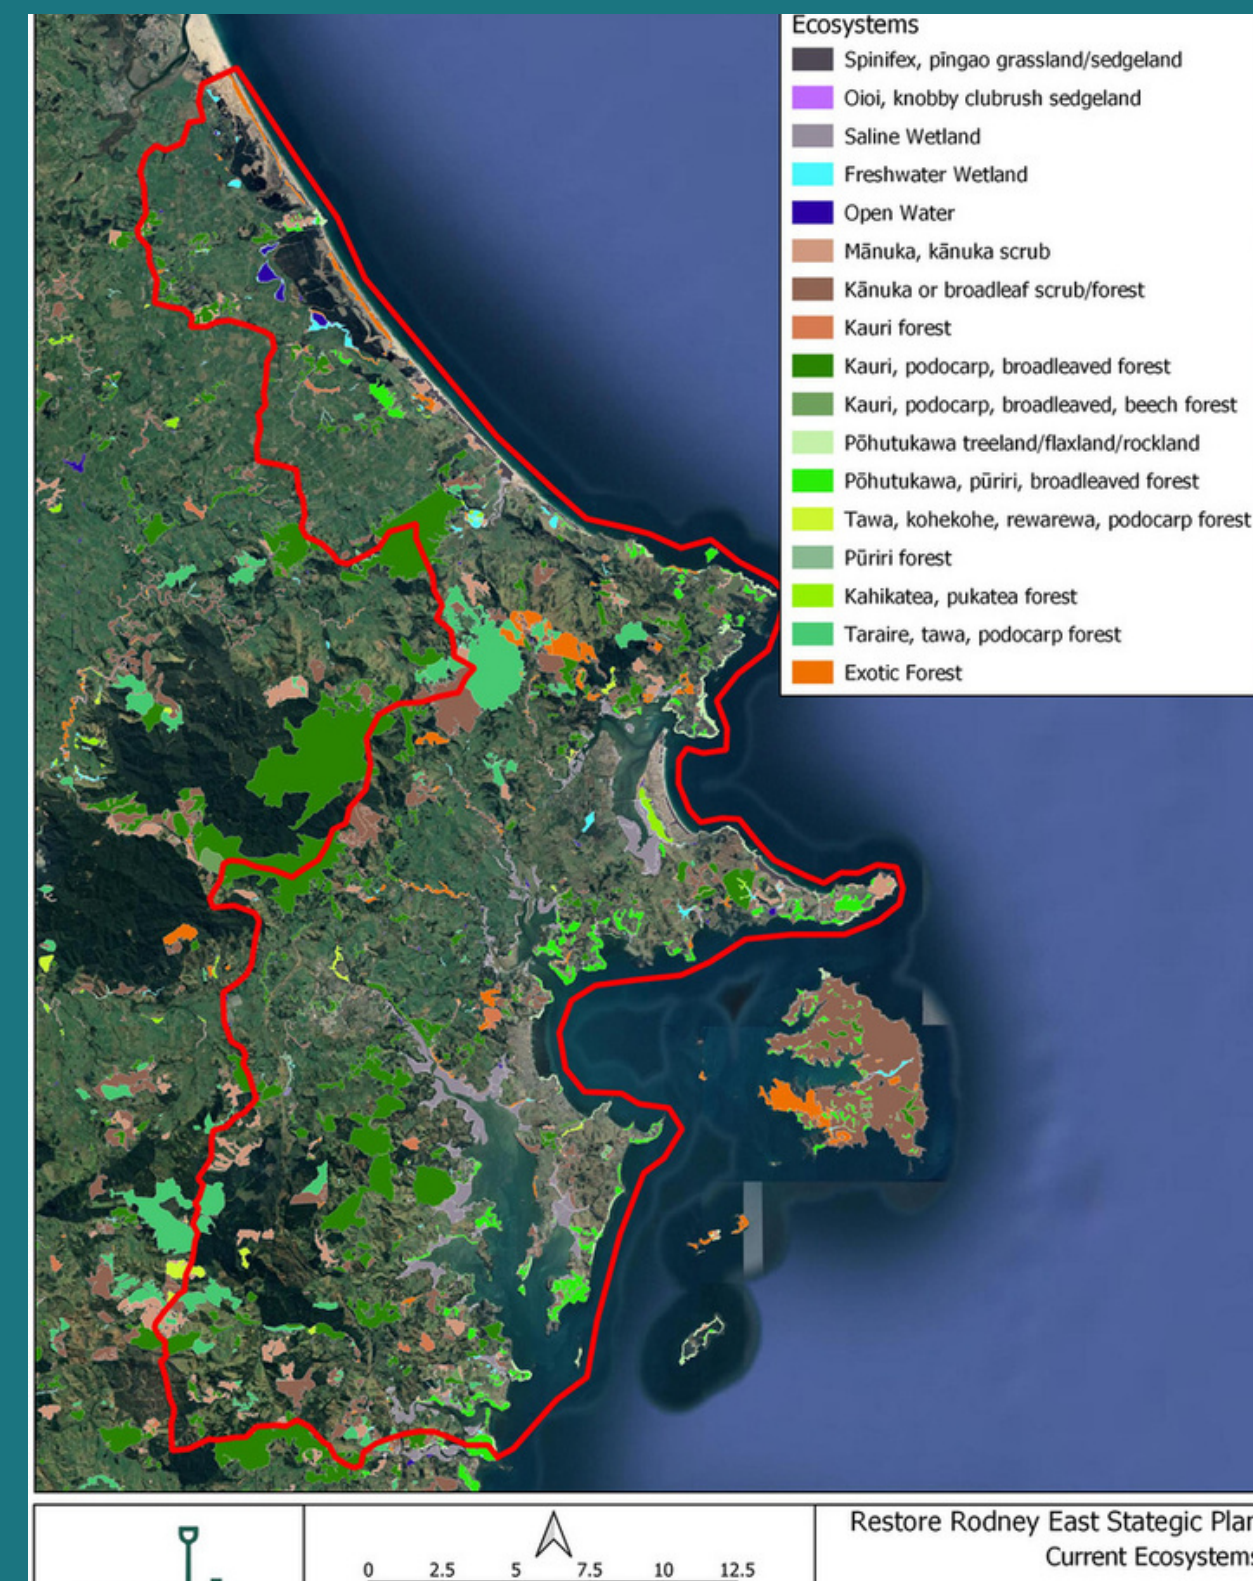 Ecosystems
Spinifex, pīngao grassland/sedgeland
Oioi, knobby clubrush sedgeland
Saline Wetland
Freshwater Wetland
Open Water
Mānuka, kānuka scrub
Kānuka or broadleaf scrub/forest
Kauri forest
Kauri, podocarp, broadleaved forest
Kauri, podocarp, broadleaved, beech forest
Pōhutukawa treeland/flaxland/rockland
Pōhutukawa, pūriri, broadleaved forest
Tawa, kohekohe, rewarewa, podocarp forest
Pūriri forest
Kahikatea, pukatea forest
Taraire, tawa, podocarp forest
Exotic Forest
Restore Rodney East Stategic Plan
Current Ecosystems
0 2.5 5 7.5 10 12.5